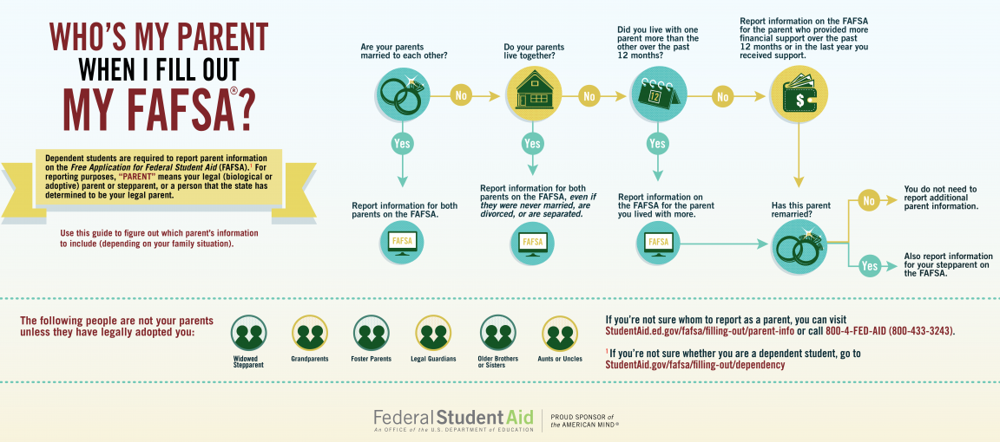 WHO'S MY PARENT
WHEN I FILL OUT
MY FAFSA®?
Dependent students are required to report parent information
on the Free Application for Federal Student Aid (FAFSA).¹ For
reporting purposes, "PARENT" means your legal (biological or
adoptive) parent or stepparent, or a person that the state has
determined to be your legal parent.
Use this guide to figure out which parent's information
to include (depending on your family situation).
Are your parents
married to each other?
No
Yes
Report information for both
parents on the FAFSA.
FAFSA
Do your parents
live together?
No
Yes
Report information for both
parents on the FAFSA, even if
they were never married, are
divorced, or are separated.
FAFSA
Did you live with one
parent more than the
other over the past
12 months?
12
No
Yes
Report information on
the FAFSA for the parent
you lived with more.
FAFSA
Report information on the FAFSA
for the parent who provided more
financial support over the past
12 months or in the last year you
received support.
$
Has this parent
remarried?
No
You do not need to
report additional
parent information.
Yes
Also report information
for your stepparent on
the FAFSA.
The following people are not your parents
unless they have legally adopted you:
Widowed
Stepparent
Grandparents
Foster Parents
Legal Guardians
Older Brothers
or Sisters
Aunts or Uncles
If you're not sure whom to report as a parent, you can visit
StudentAid.ed.gov/fafsa/filling-out/parent-info or call 800-4-FED-AID (800-433-3243).
¹ If you're not sure whether you are a dependent student, go to
StudentAid.gov/fafsa/filling-out/dependency
Federal Student Aid
An OFFICE of the U.S. DEPARTMENT of EDUCATION
PROUD SPONSOR of
the AMERICAN MIND®